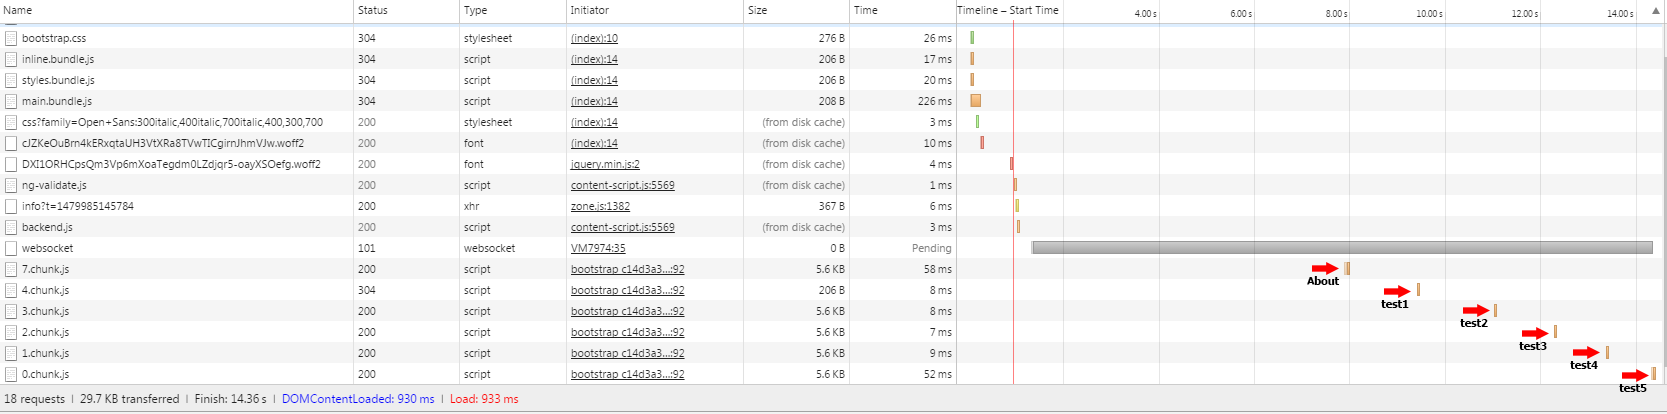 Name Status Type Initiator Size Time Timeline – Start Time 4.00 s 6.00 s 8.00 s 10.00 s 12.00 s 14.00 s ▲
bootstrap.css 304 stylesheet (index):10 276 B 26 ms
inline.bundle.js 304 script (index):14 206 B 17 ms
styles.bundle.js 304 script (index):14 206 B 20 ms
main.bundle.js 304 script (index):14 208 B 226 ms
css?family=Open+Sans:300italic,400italic,700italic,400,300,700 200 stylesheet (index):14 (from disk cache) 3 ms
cJZKeOuBrn4kERxqtaUH3VtXRa8TVwTICgirnJhmVJw.woff2 200 font (index):14 (from disk cache) 10 ms
DXI1ORHCpsQm3Vp6mXoaTegdm0LZdjqr5-oayXSOefg.woff2 200 font jquery.min.js:2 (from disk cache) 4 ms
ng-validate.js 200 script content-script.js:5569 (from disk cache) 1 ms
info?t=1479985145784 200 xhr zone.js:1382 367 B 6 ms
backend.js 200 script content-script.js:5569 (from disk cache) 3 ms
websocket 101 websocket VM7974:35 0 B Pending
7.chunk.js 200 script bootstrap c14d3a3…:92 5.6 KB 58 ms About
4.chunk.js 304 script bootstrap c14d3a3…:92 206 B 8 ms test1
3.chunk.js 200 script bootstrap c14d3a3…:92 5.6 KB 8 ms test2
2.chunk.js 200 script bootstrap c14d3a3…:92 5.6 KB 7 ms test3
1.chunk.js 200 script bootstrap c14d3a3…:92 5.6 KB 9 ms test4
0.chunk.js 200 script bootstrap c14d3a3…:92 5.6 KB 52 ms test5
18 requests | 29.7 KB transferred | Finish: 14.36 s | DOMContentLoaded: 930 ms | Load: 933 ms